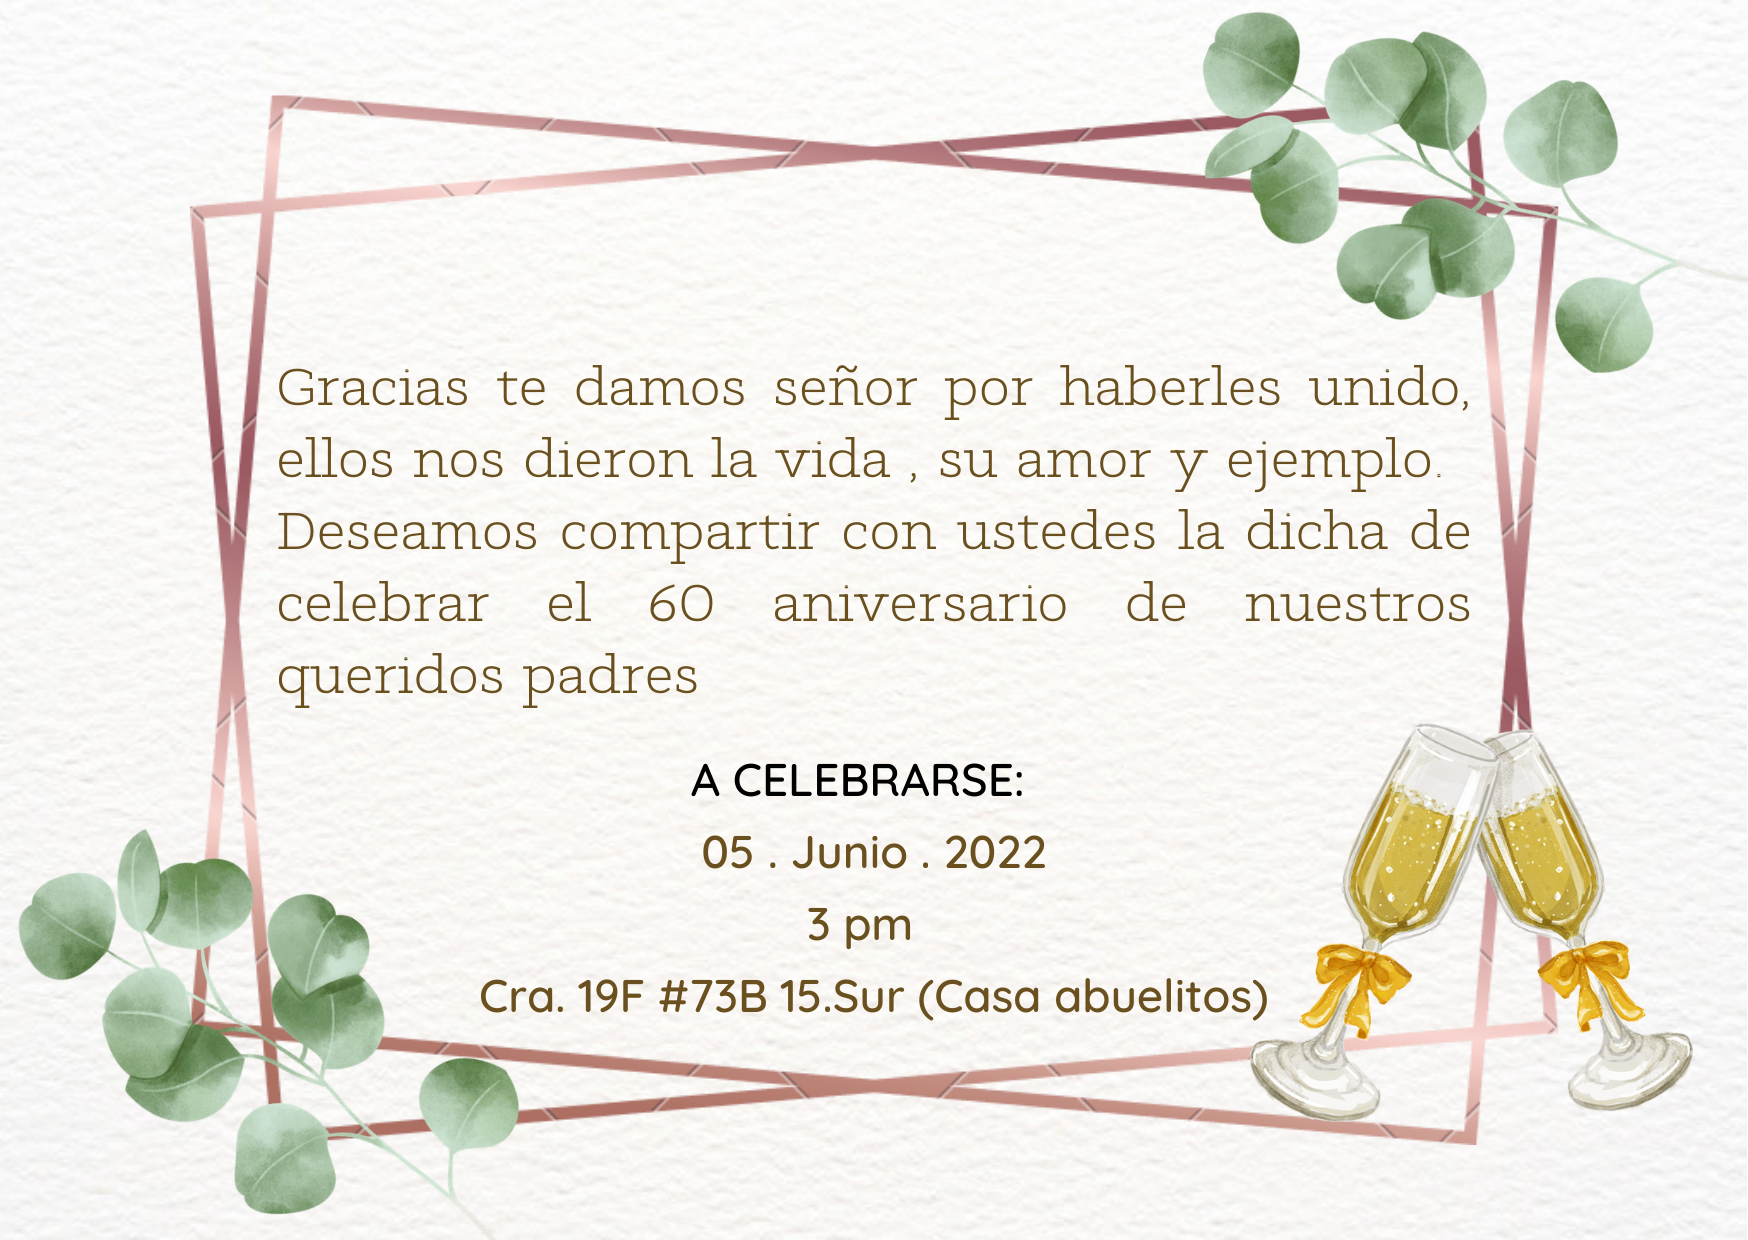 Gracias te damos señor por haberles unido,
ellos nos dieron la vida , su amor y ejemplo.
Deseamos compartir con ustedes la dicha de
celebrar el 60 aniversario de nuestros
queridos padres
A CELEBRARSE:
05 . Junio . 2022
3 pm
Cra. 19F #73B 15.Sur (Casa abuelitos)